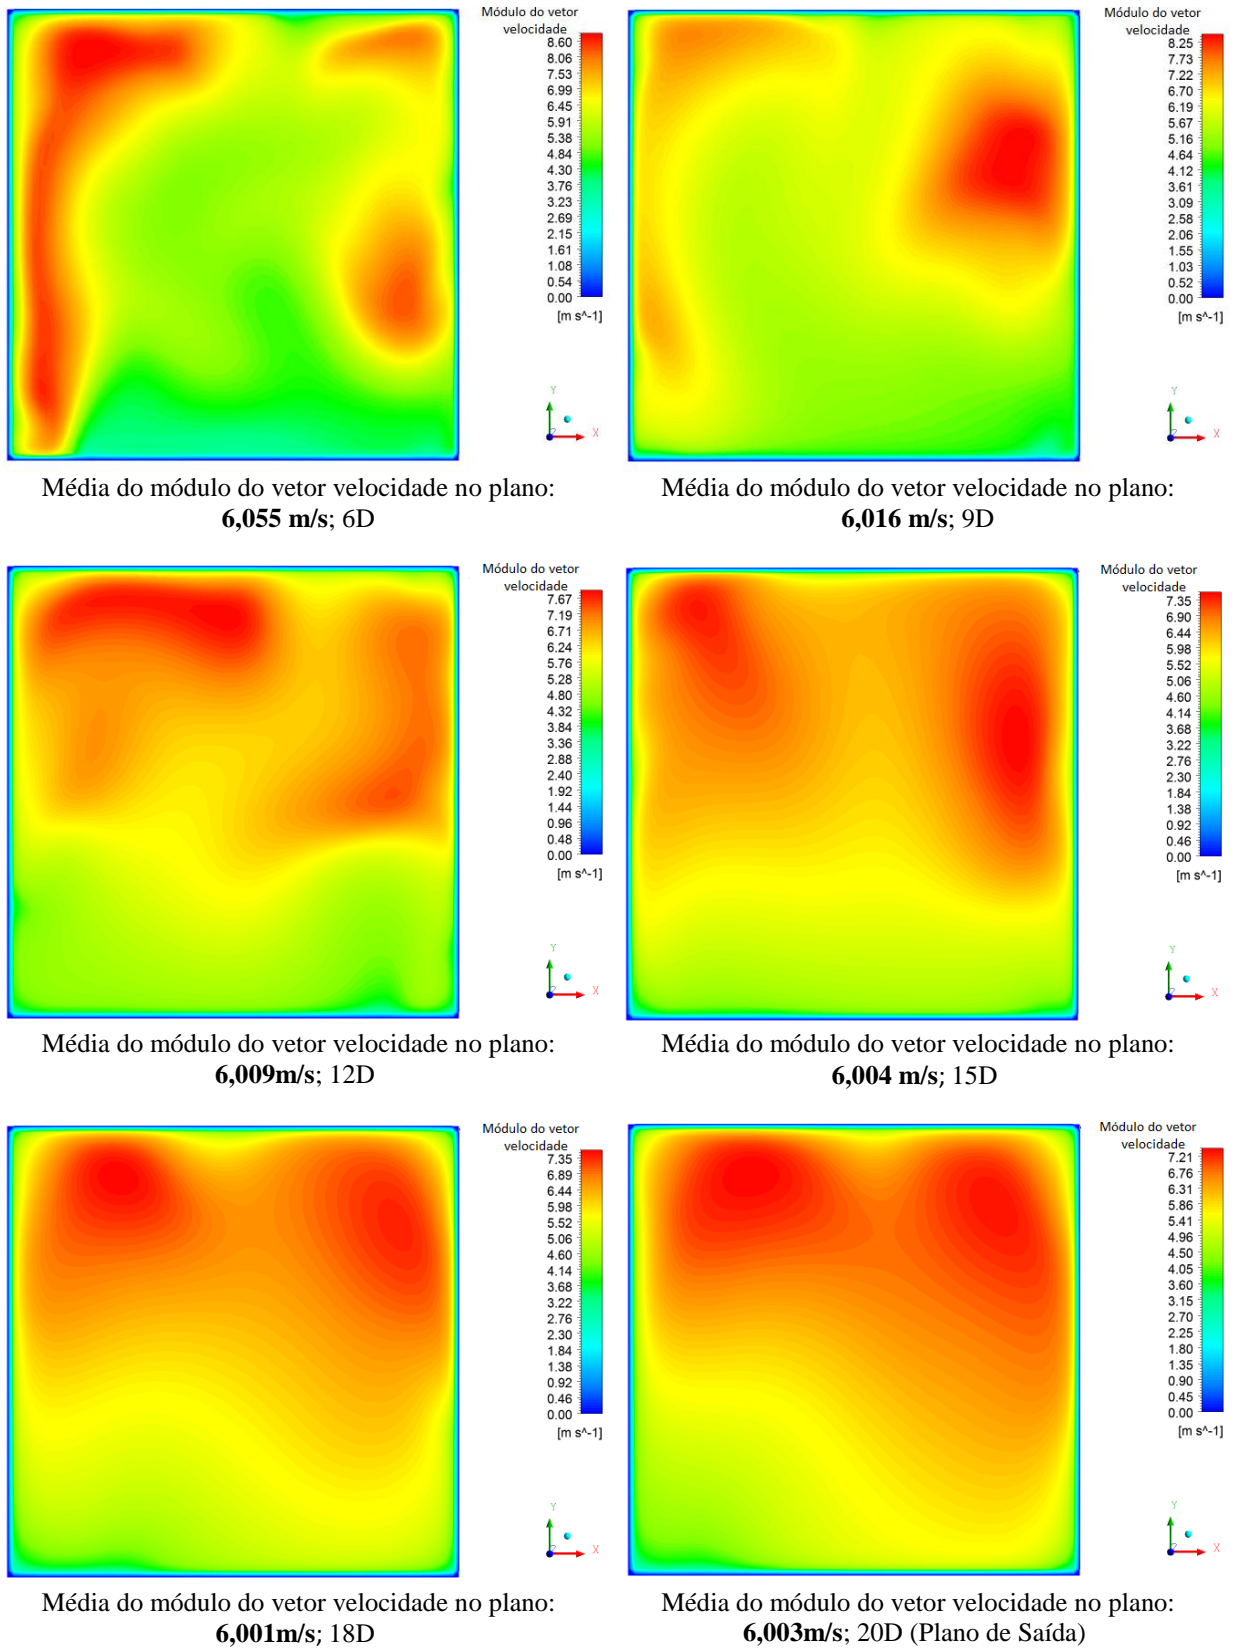 Módulo do vetor
velocidade
8.60
8.06
7.53
6.99
6.45
5.91
5.38
4.84
4.30
3.76
3.23
2.69
2.15
1.61
1.08
0.54
0.00
[m s^-1]
Y
Z
X
Média do módulo do vetor velocidade no plano:
6,055 m/s; 6D
Módulo do vetor
velocidade
8.25
7.73
7.22
6.70
6.19
5.67
5.16
4.64
4.12
3.61
3.09
2.58
2.06
1.55
1.03
0.52
0.00
[m s^-1]
Y
Z
X
Média do módulo do vetor velocidade no plano:
6,016 m/s; 9D
Módulo do vetor
velocidade
7.67
7.19
6.71
6.24
5.76
5.28
4.80
4.32
3.84
3.36
2.88
2.40
1.92
1.44
0.96
0.48
0.00
[m s^-1]
Y
Z
X
Média do módulo do vetor velocidade no plano:
6,009m/s; 12D
Módulo do vetor
velocidade
7.35
6.90
6.44
5.98
5.52
5.06
4.60
4.14
3.68
3.22
2.76
2.30
1.84
1.38
0.92
0.46
0.00
[m s^-1]
Y
Z
X
Média do módulo do vetor velocidade no plano:
6,004 m/s; 15D
Módulo do vetor
velocidade
7.35
6.89
6.44
5.98
5.52
5.06
4.60
4.14
3.68
3.22
2.76
2.30
1.84
1.38
0.92
0.46
0.00
[m s^-1]
Y
Z
X
Média do módulo do vetor velocidade no plano:
6,001m/s; 18D
Módulo do vetor
velocidade
7.21
6.76
6.31
5.86
5.41
4.96
4.50
4.05
3.60
3.15
2.70
2.25
1.80
1.35
0.90
0.45
0.00
[m s^-1]
Y
Z
X
Média do módulo do vetor velocidade no plano:
6,003m/s; 20D (Plano de Saída)